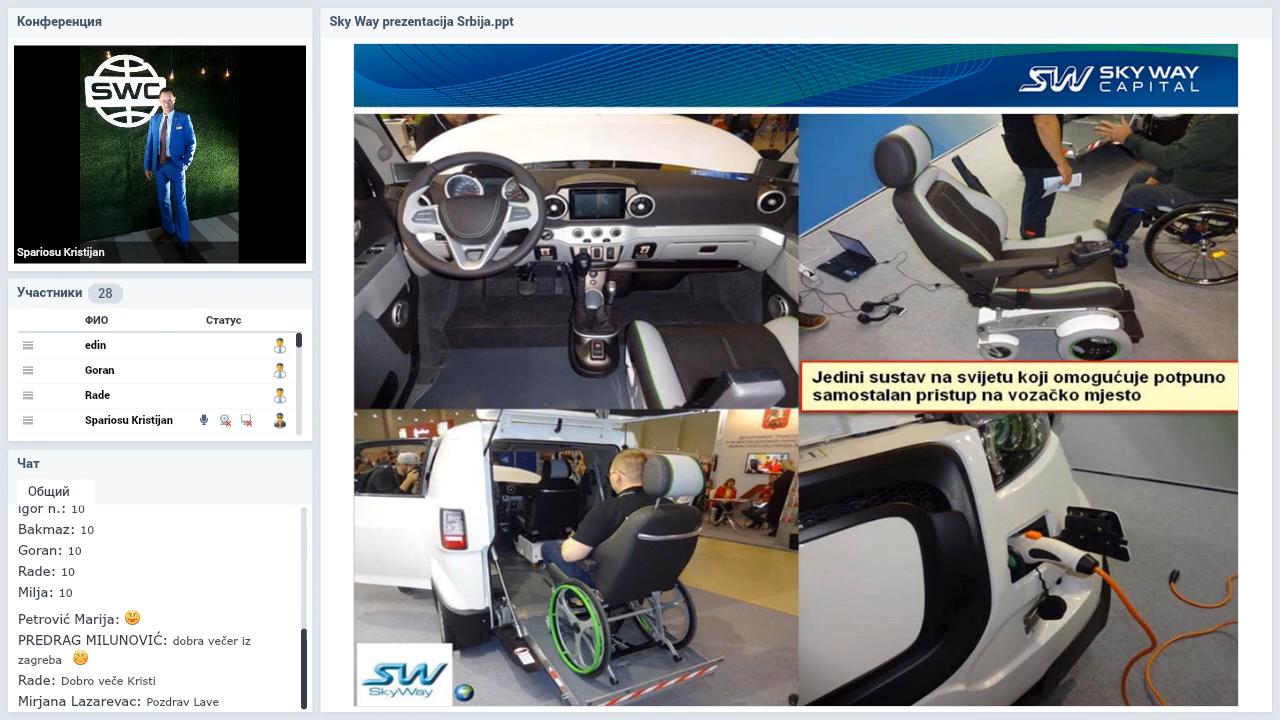 Конференция
SWC
Spariosu Kristijan
Участники 28
ФИО Статус
edin
Goran
Rade
Spariosu Kristijan
Чат
Общий
igor n.: 10
Bakmaz: 10
Goran: 10
Rade: 10
Milja: 10
Petrović Marija:
PREDRAG MILUNOVIĆ: dobra večer iz
zagreba
Rade: Dobro veče Kristi
Mirjana Lazarevac: Pozdrav Lave
Sky Way prezentacija Srbija.ppt
SW SKY WAY
CAPITAL
Jedini sustav na svijetu koji omogućuje potpuno
samostalan pristup na vozačko mjesto
SW
SkyWay